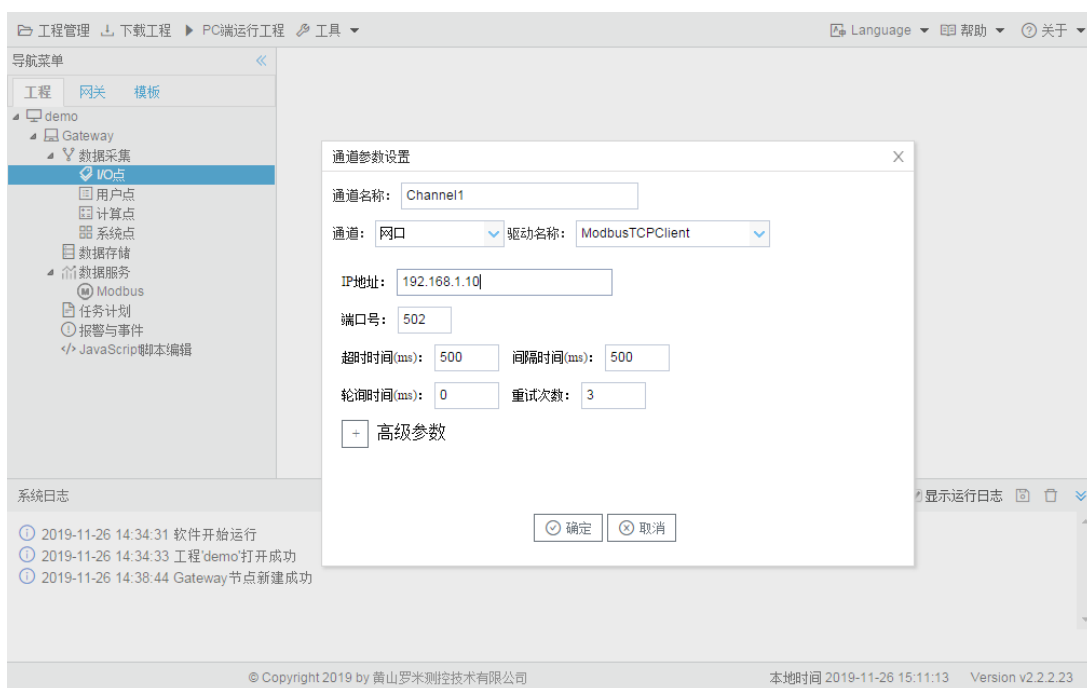 工程管理 下载工程 PC端运行工程 工具 Language 帮助 关于
导航菜单
工程 网关 模板
demo
Gateway
数据采集
I/O点
用户点
计算点
系统点
数据存储
数据服务
Modbus
任务计划
报警与事件
JavaScript脚本编辑
通道参数设置
通道名称: Channel1
通道: 网口 驱动名称: ModbusTCPClient
IP地址: 192.168.1.10
端口号: 502
超时时间(ms): 500 间隔时间(ms): 500
轮询时间(ms): 0 重试次数: 3
+ 高级参数
确定 取消
系统日志 显示运行日志
2019-11-26 14:34:31 软件开始运行
2019-11-26 14:34:33 工程'demo'打开成功
2019-11-26 14:38:44 Gateway节点新建成功
© Copyright 2019 by 黄山罗米测控技术有限公司 本地时间 2019-11-26 15:11:13 Version v2.2.2.23